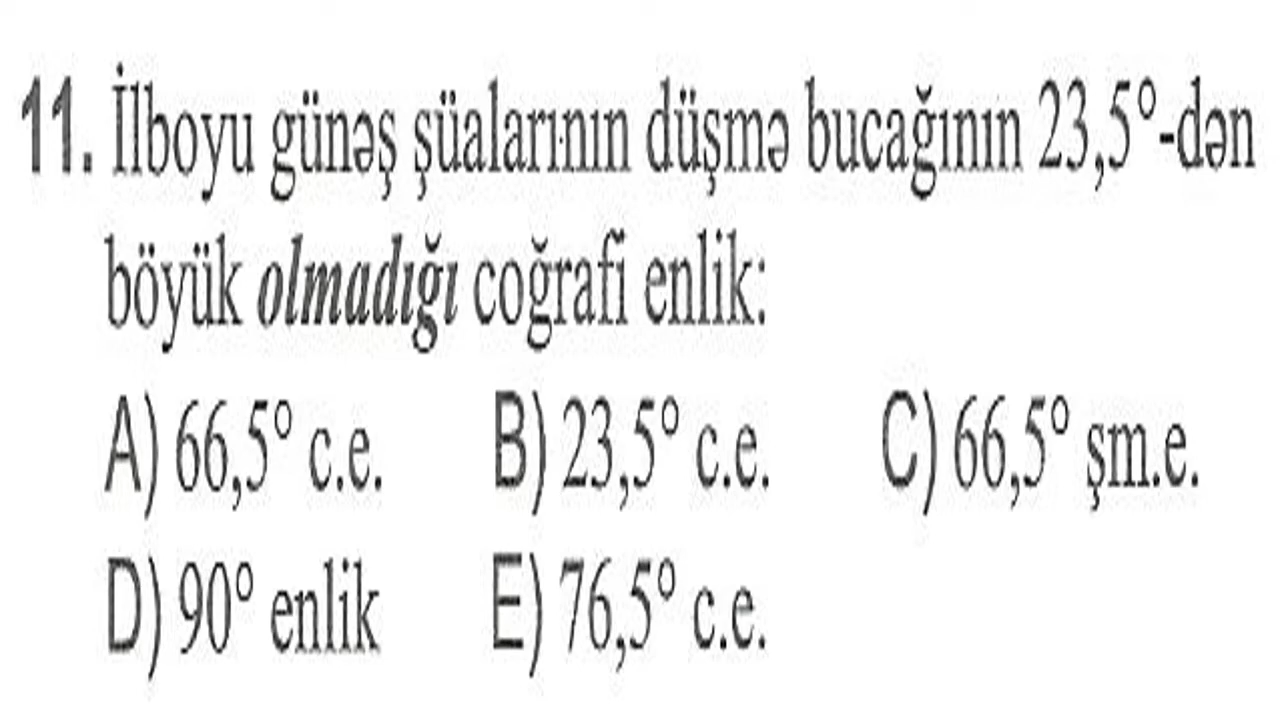 11. İlboyu günəş şüalarının düşmə bucağının 23,5°-dən
böyük olmadığı coğrafi enlik:
A) 66,5° c.e. B) 23,5° c.e. C) 66,5° şm.e.
D) 90° enlik E) 76,5° c.e.